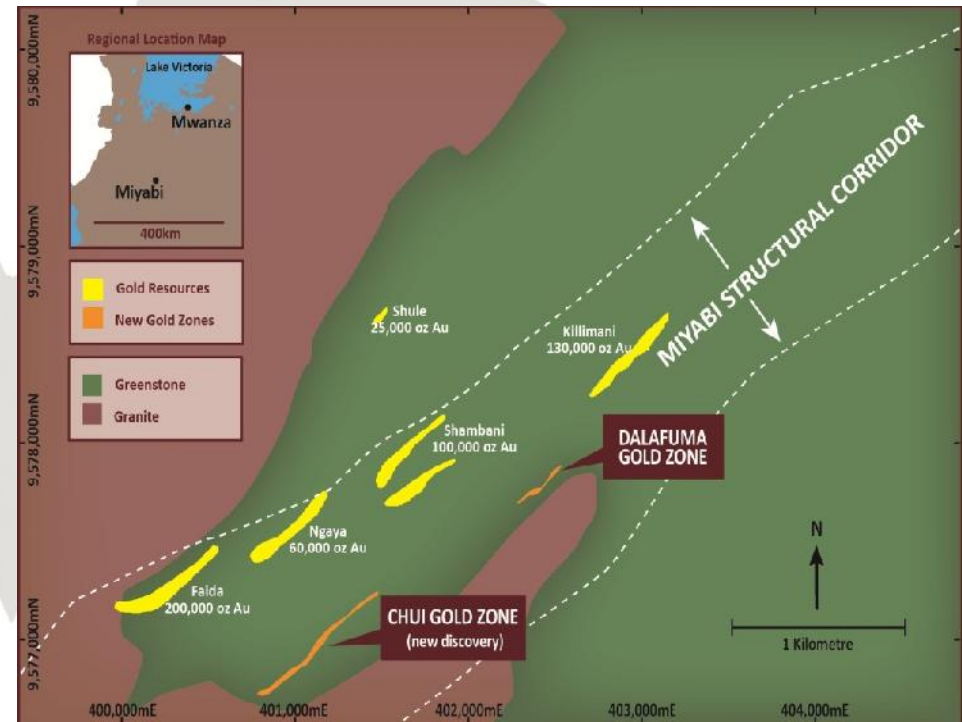 Regional Location Map
Lake Victoria
Mwanza
Miyabi
400km
Gold Resources
New Gold Zones
Greenstone
Granite
9,580,000mN
9,579,000mN
9,578,000mN
9,577,000mN
Shule
25,000 oz Au
Killimani
130,000 oz Au
MIYABI STRUCTURAL CORRIDOR
Shambani
100,000 oz Au
DALAFUMA
GOLD ZONE
Ngaya
60,000 oz Au
Faida
200,000 oz Au
CHUI GOLD ZONE
(new discovery)
N
1 Kilometre
400,000mE
401,000mE
402,000mE
403,000mE
404,000mE